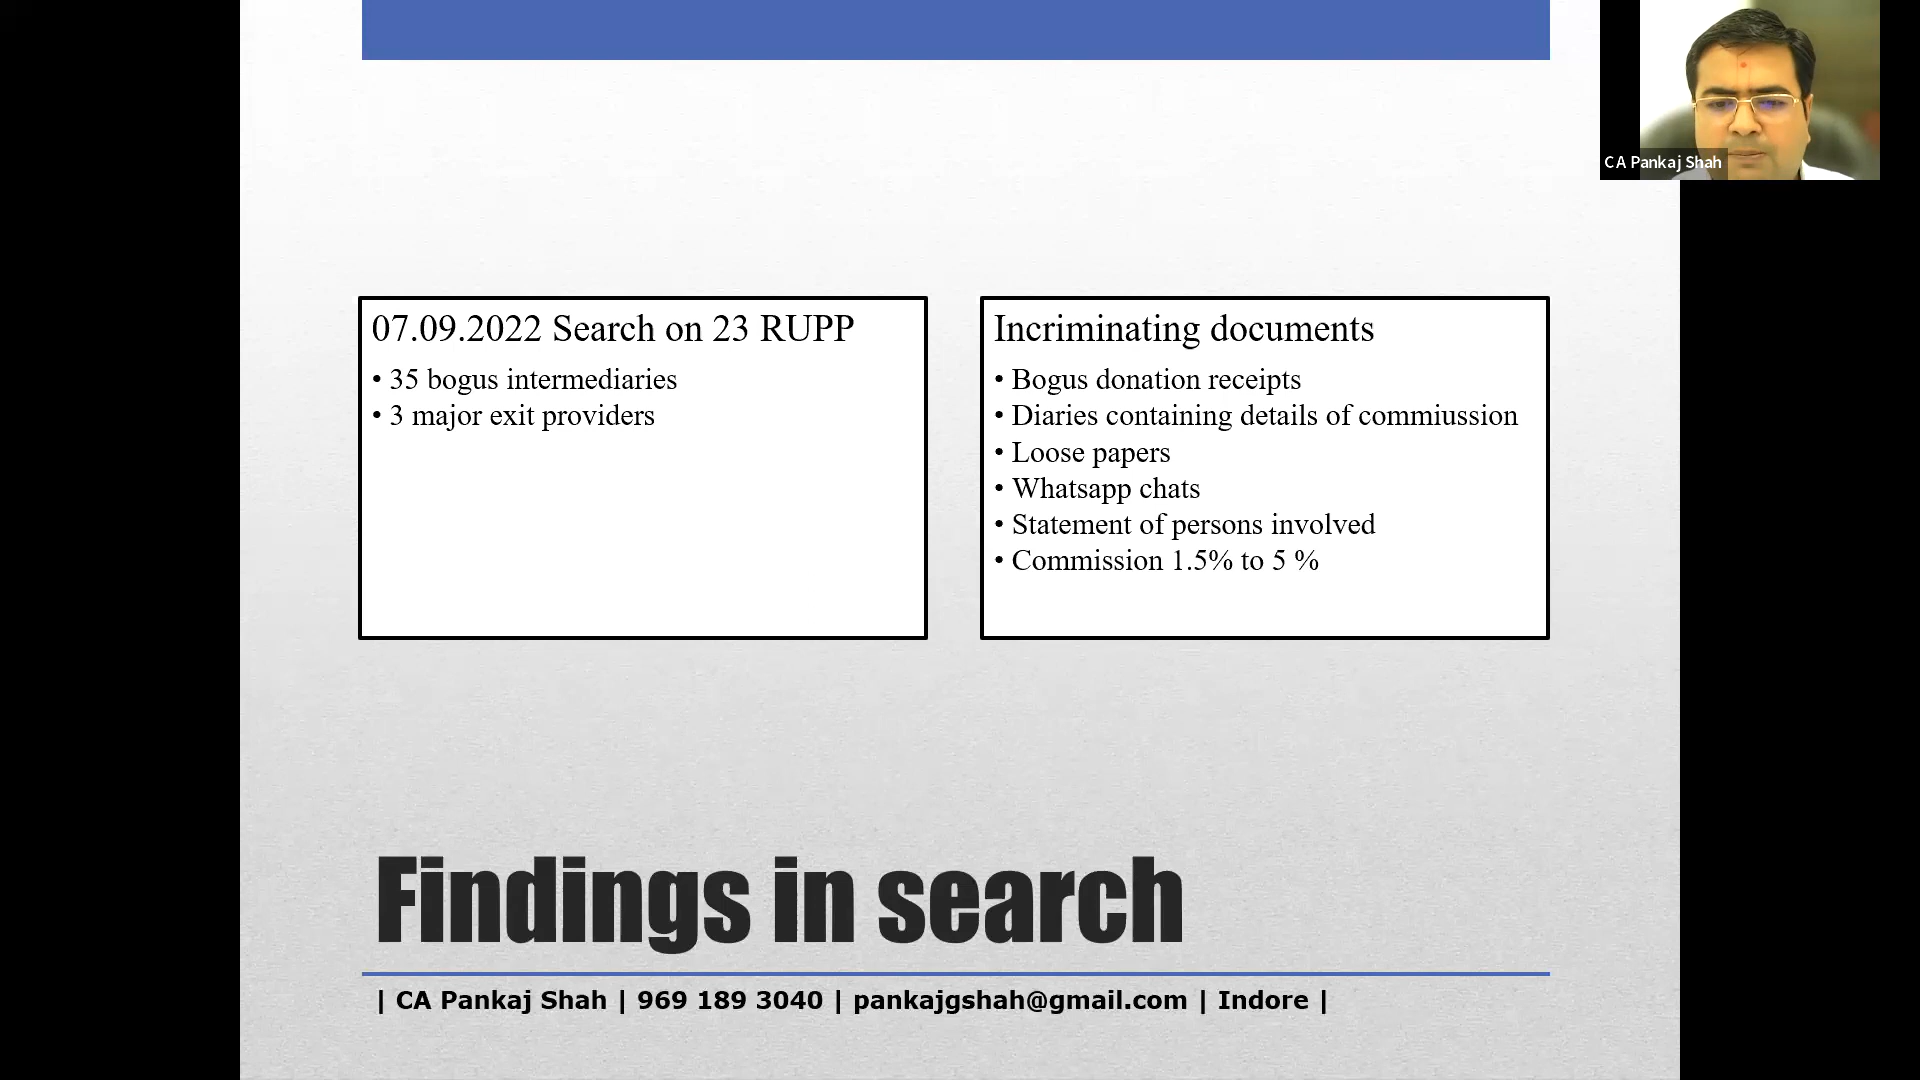 CA Pankaj Shah
07.09.2022 Search on 23 RUPP
• 35 bogus intermediaries
• 3 major exit providers
Incriminating documents
• Bogus donation receipts
• Diaries containing details of commiussion
• Loose papers
• Whatsapp chats
• Statement of persons involved
• Commission 1.5% to 5 %
Findings in search
| CA Pankaj Shah | 969 189 3040 | pankajgshah@gmail.com | Indore |